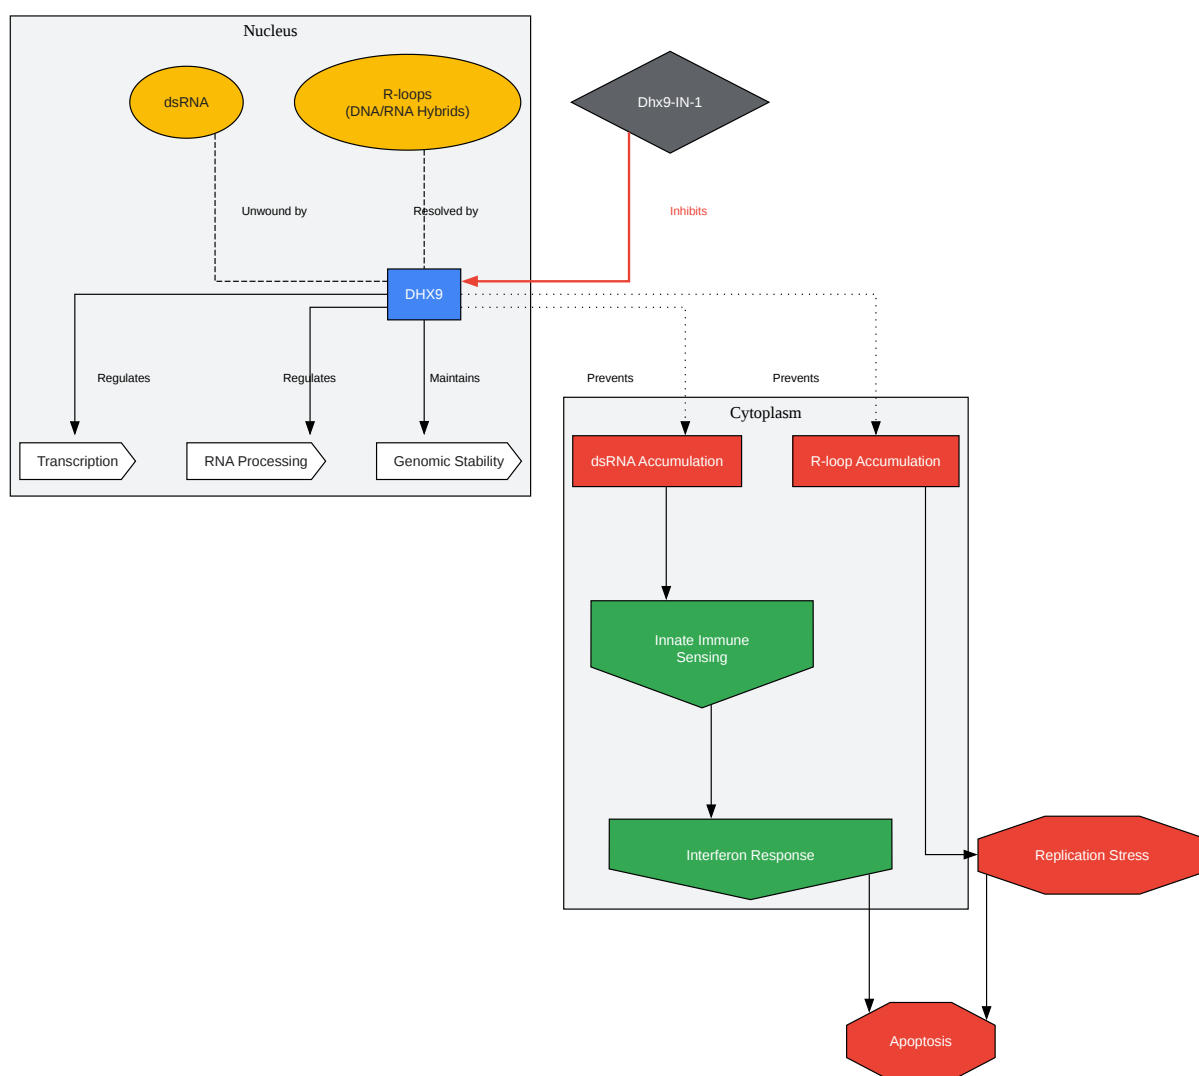 Nucleus
dsRNA
R-loops
(DNA/RNA Hybrids)
Dhx9-IN-1
Unwound by
Resolved by
Inhibits
DHX9
Regulates
Regulates
Maintains
Prevents
Prevents
Cytoplasm
Transcription
RNA Processing
Genomic Stability
dsRNA Accumulation
R-loop Accumulation
Innate Immune
Sensing
Interferon Response
Replication Stress
Apoptosis